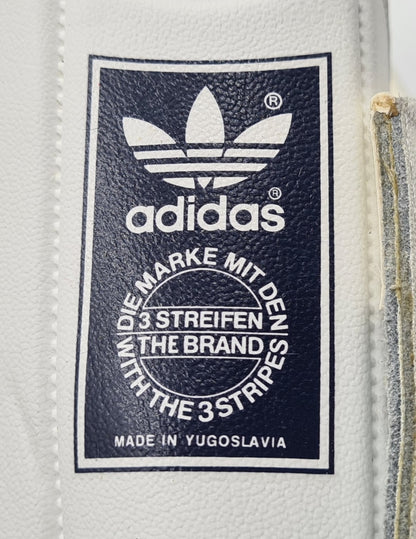 ®
adidas®
DIE MARKE MIT DEN
3 STREIFEN
THE BRAND
WITH THE 3 STRIPES
MADE IN YUGOSLAVIA